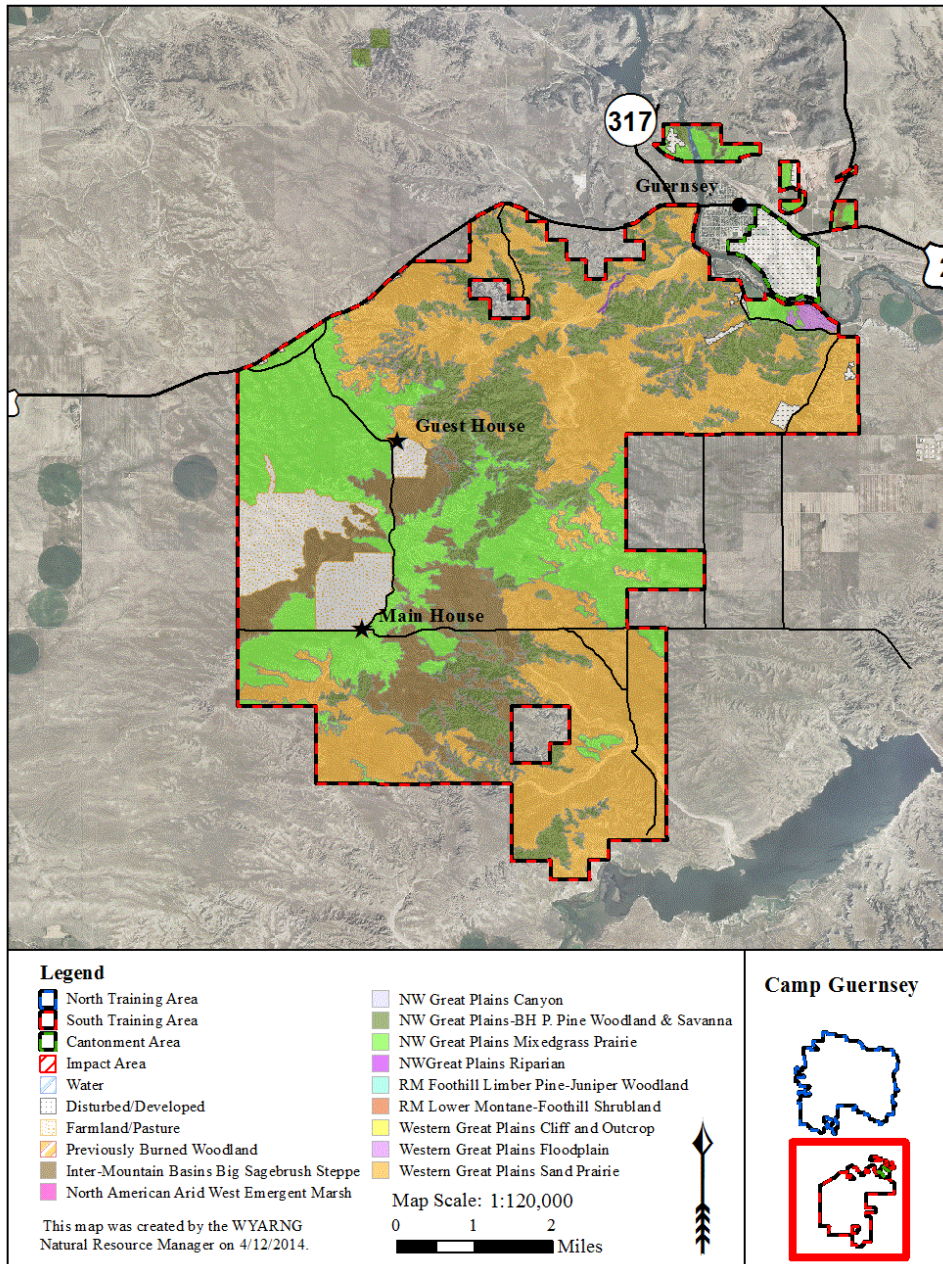 317
Guernsey
2
Guest House
Main House
Legend
North Training Area
South Training Area
Cantonment Area
Impact Area
Water
Disturbed/Developed
Farmland/Pasture
Previously Burned Woodland
Inter-Mountain Basins Big Sagebrush Steppe
North American Arid West Emergent Marsh
NW Great Plains Canyon
NW Great Plains-BH P. Pine Woodland & Savanna
NW Great Plains Mixedgrass Prairie
NWGreat Plains Riparian
RM Foothill Limber Pine-Juniper Woodland
RM Lower Montane-Foothill Shrubland
Western Great Plains Cliff and Outcrop
Western Great Plains Floodplain
Western Great Plains Sand Prairie
This map was created by the WYARNG
Natural Resource Manager on 4/12/2014.
Map Scale: 1:120,000
0 1 2
Miles
Camp Guernsey